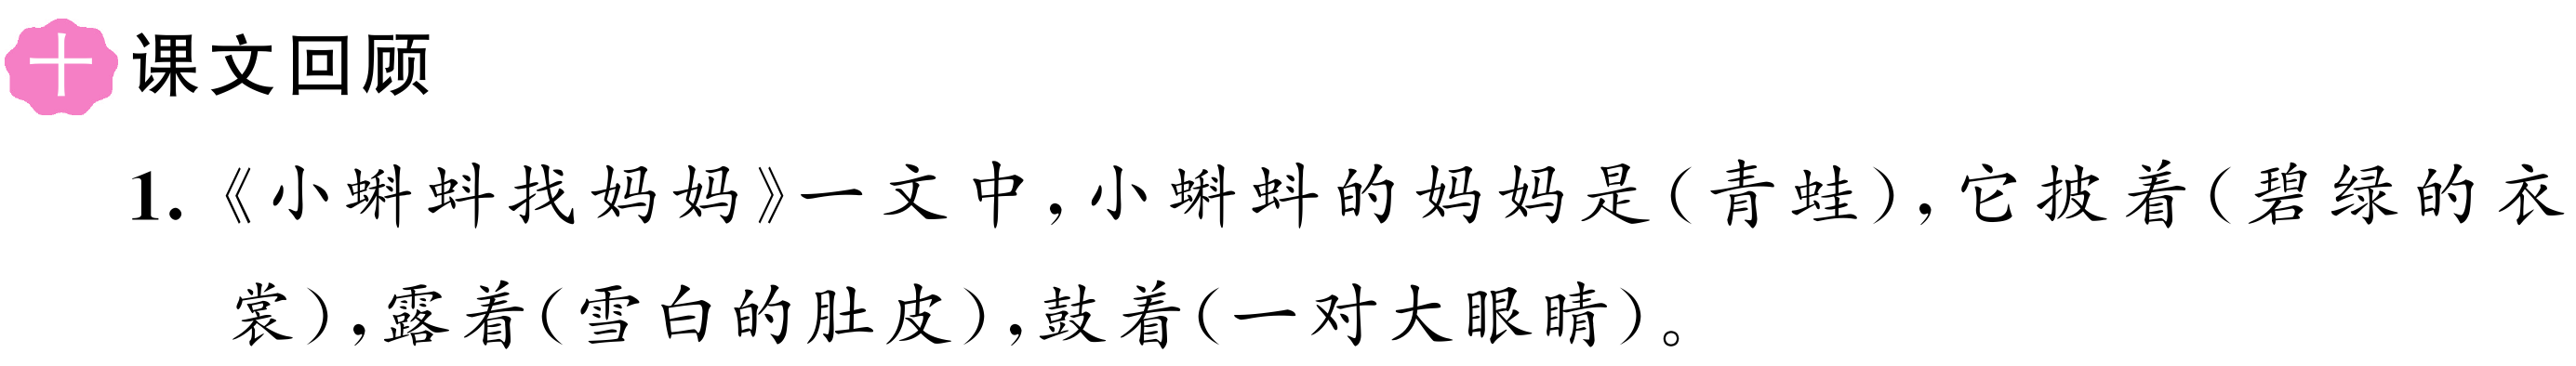 十 课文回顾
1.《小蝌蚪找妈妈》一文中,小蝌蚪的妈妈是(青蛙),它披着(碧绿的衣
裳),露着(雪白的肚皮),鼓着(一对大眼睛)。